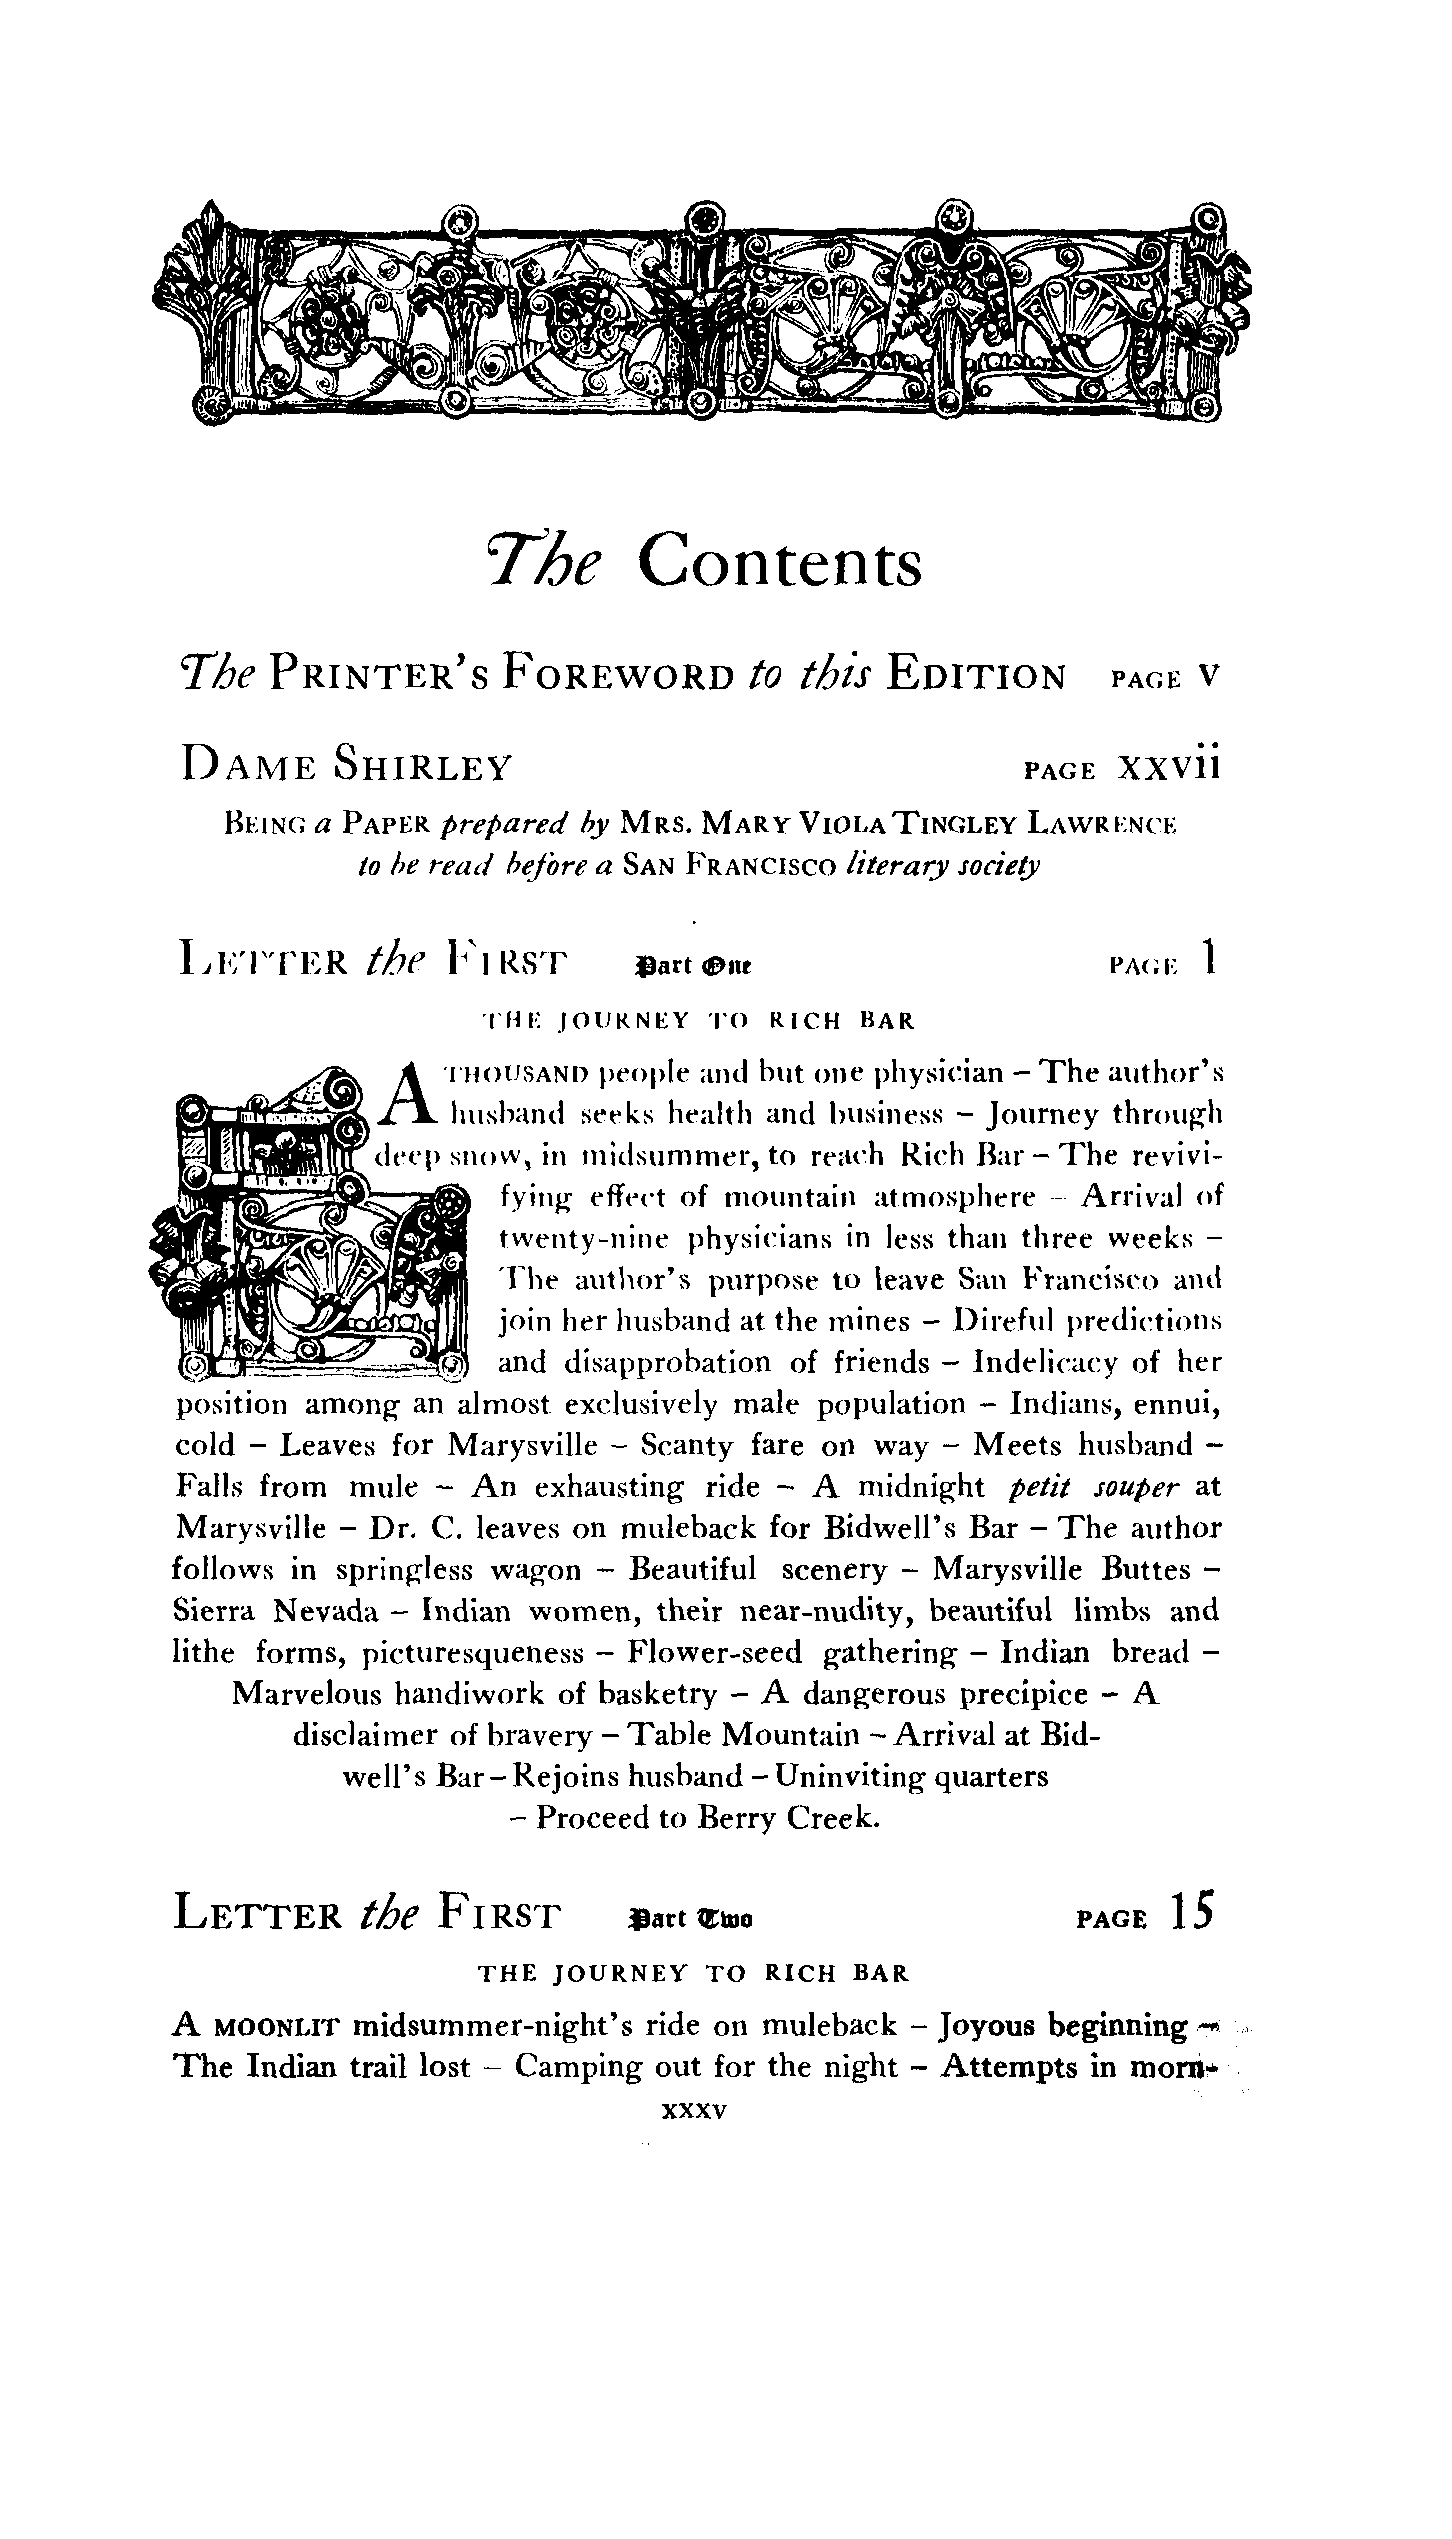 The Contents
The PRINTER'S FOREWORD to this EDITION PAGE V
DAME SHIRLEY PAGE xxvii
BEING a PAPER prepared by MRS. MARY VIOLA TINGLEY LAWRENCE
to be read before a SAN FRANCISCO literary society
LETTER the FIRST Part One PAGE 1
THE JOURNEY TO RICH BAR
A THOUSAND people and but one physician – The author's
husband seeks health and business – Journey through
deep snow, in midsummer, to reach Rich Bar – The revivi-
fying effect of mountain atmosphere – Arrival of
twenty-nine physicians in less than three weeks –
The author's purpose to leave San Francisco and
join her husband at the mines – Direful predictions
and disapprobation of friends – Indelicacy of her
position among an almost exclusively male population – Indians, ennui,
cold – Leaves for Marysville – Scanty fare on way – Meets husband –
Falls from mule – An exhausting ride – A midnight petit souper at
Marysville – Dr. C. leaves on muleback for Bidwell's Bar – The author
follows in springless wagon – Beautiful scenery – Marysville Buttes –
Sierra Nevada – Indian women, their near-nudity, beautiful limbs and
lithe forms, picturesqueness – Flower-seed gathering – Indian bread –
Marvelous handiwork of basketry – A dangerous precipice – A
disclaimer of bravery – Table Mountain – Arrival at Bid-
well's Bar – Rejoins husband – Uninviting quarters
– Proceed to Berry Creek.
LETTER the FIRST Part Two PAGE 15
THE JOURNEY TO RICH BAR
A MOONLIT midsummer-night's ride on muleback – Joyous beginning –
The Indian trail lost – Camping out for the night – Attempts in morn-
xxxv